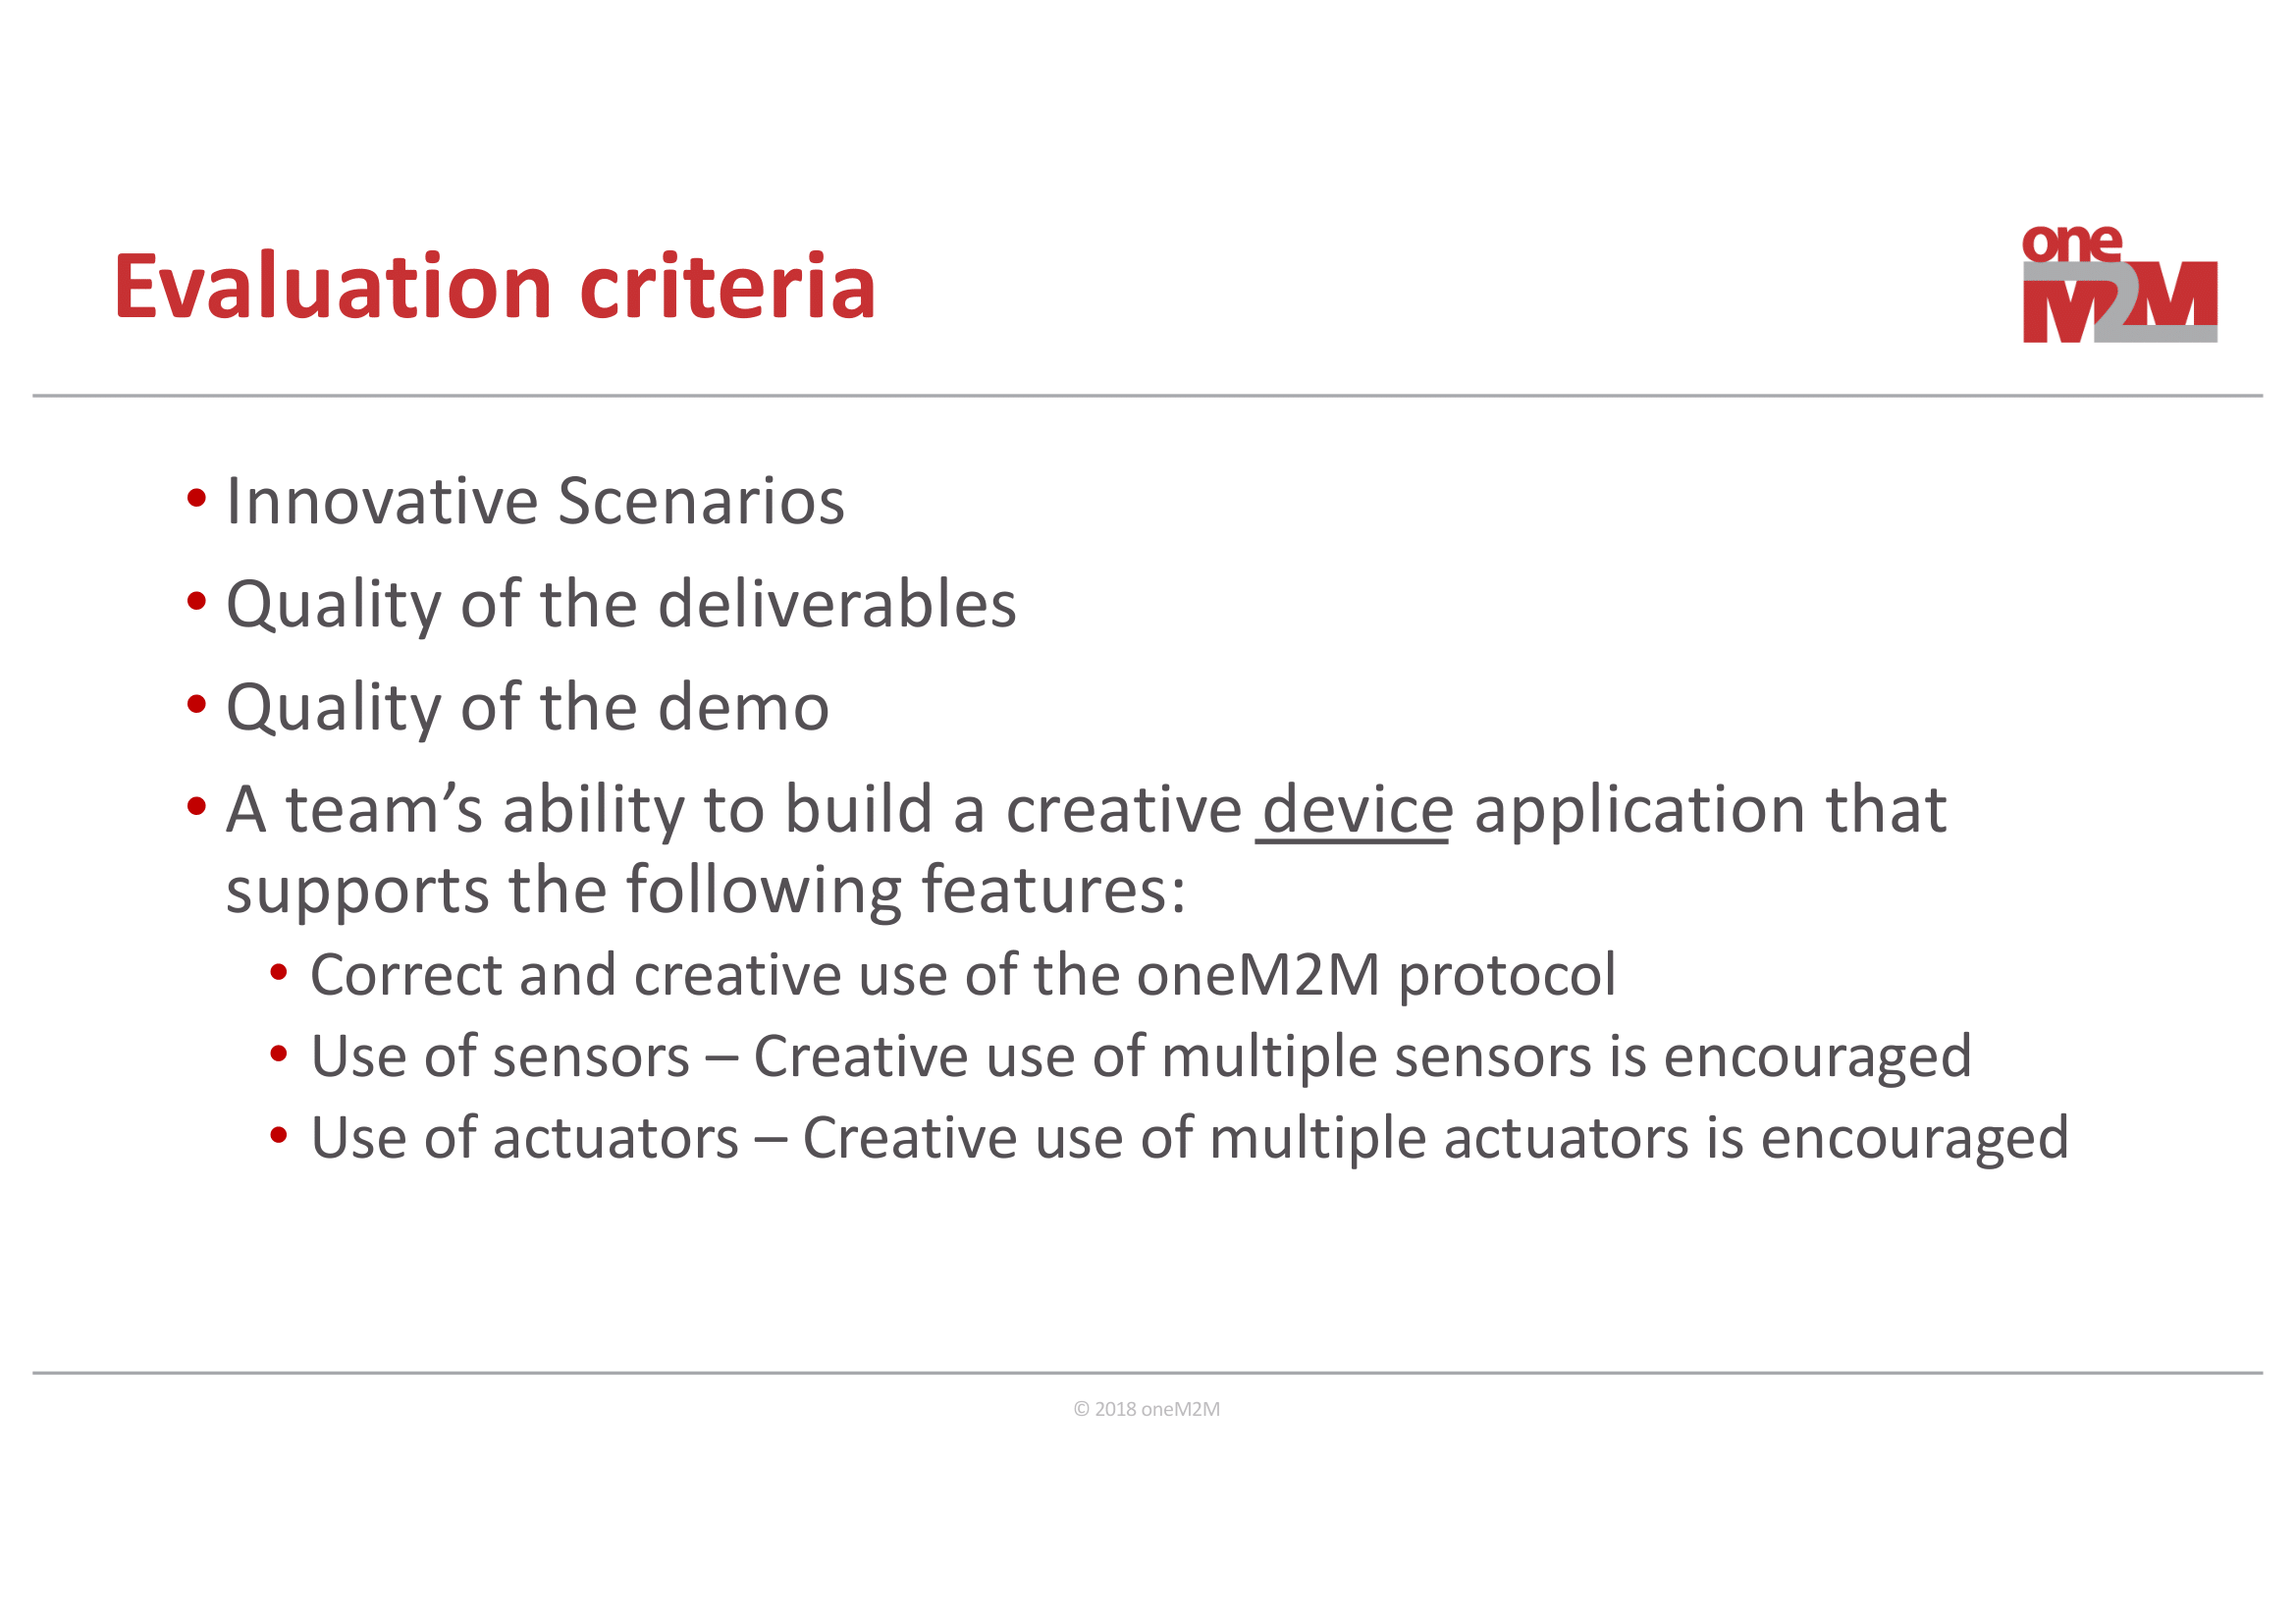 Evaluation criteria
one
M2M
• Innovative Scenarios
• Quality of the deliverables
• Quality of the demo
• A team’s ability to build a creative device application that
supports the following features:
• Correct and creative use of the oneM2M protocol
• Use of sensors – Creative use of multiple sensors is encouraged
• Use of actuators – Creative use of multiple actuators is encouraged
© 2018 oneM2M